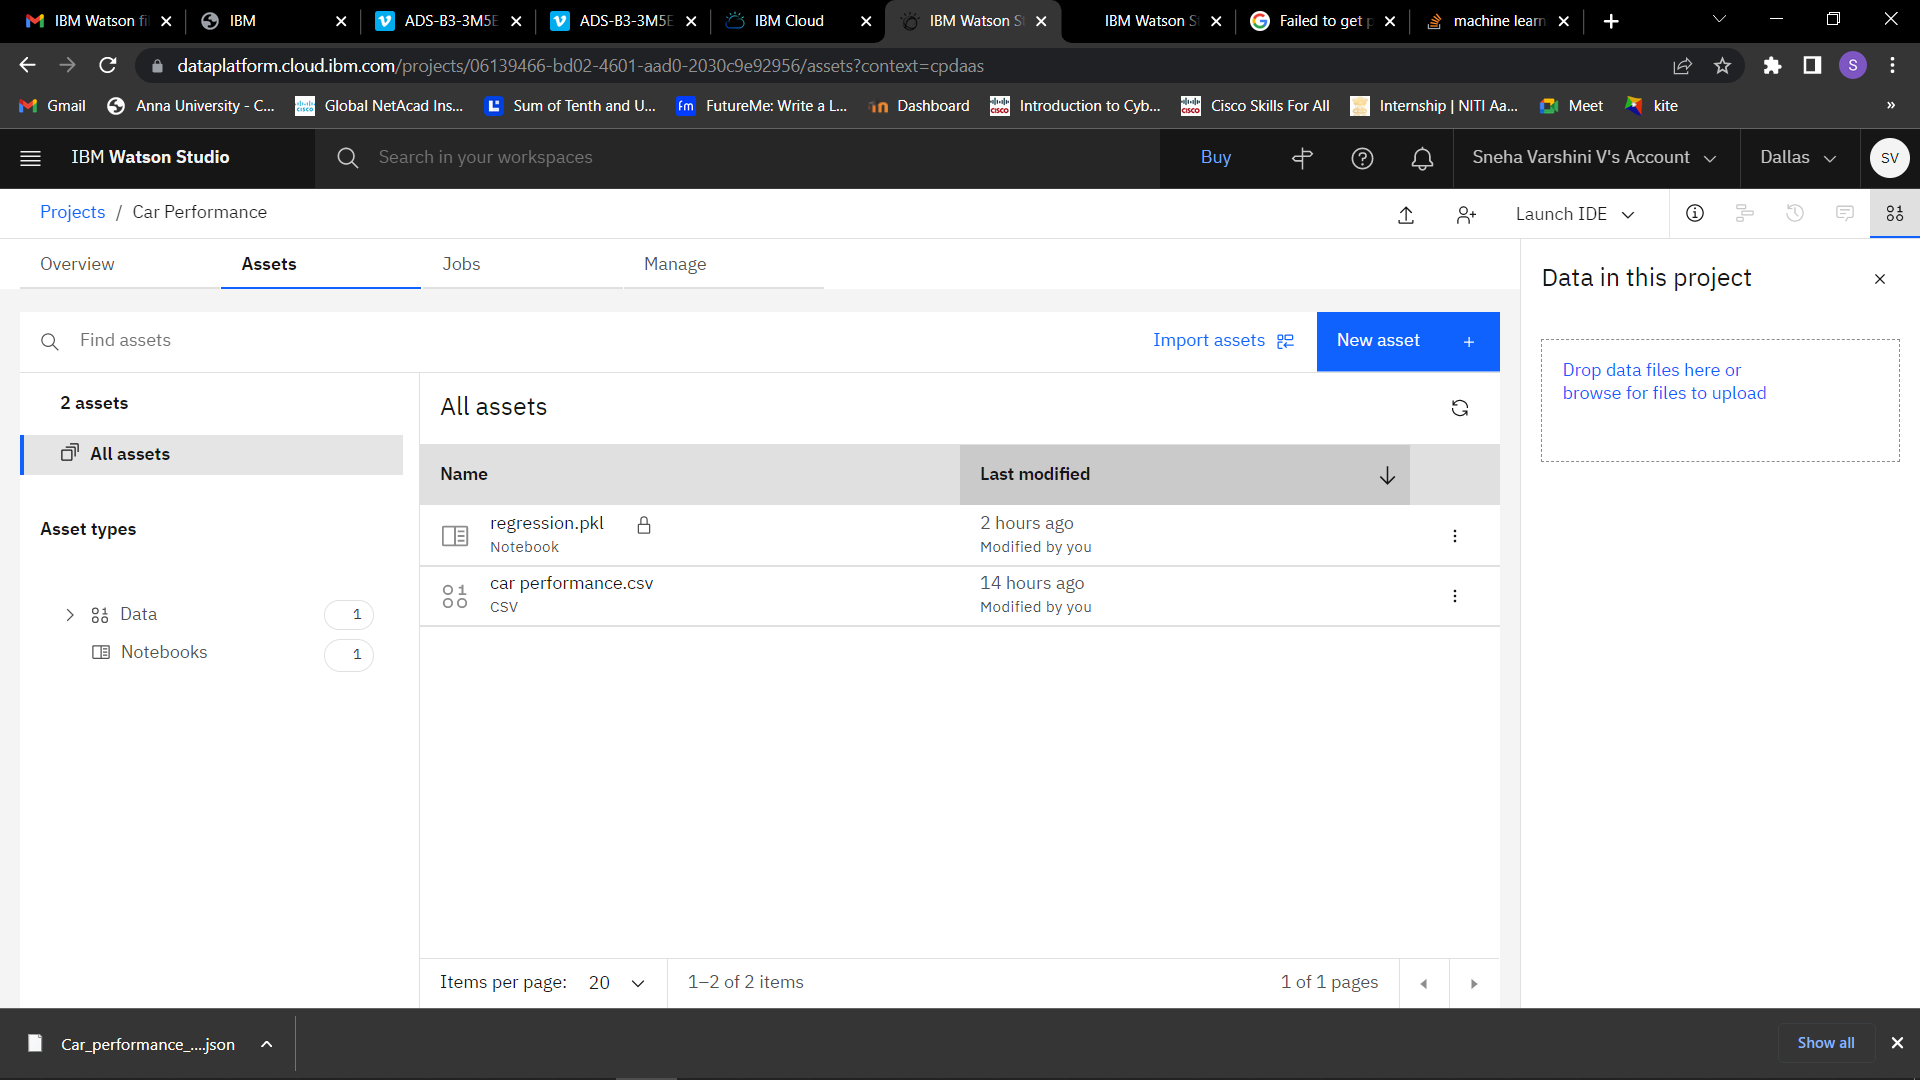 IBM Watson fi
IBM
ADS-B3-3M5E
ADS-B3-3M5E
IBM Cloud
IBM Watson S
IBM Watson S
Failed to get p
machine learn
dataplatform.cloud.ibm.com/projects/06139466-bd02-4601-aad0-2030c9e92956/assets?context=cpdaas
S
Gmail
Anna University - C...
Global NetAcad Ins...
Sum of Tenth and U...
fm
FutureMe: Write a L...
Dashboard
Introduction to Cyb...
Cisco Skills For All
Internship | NITI Aa...
Meet
kite
»
IBM Watson Studio
Search in your workspaces
Buy
Sneha Varshini V's Account
Dallas
SV
Projects / Car Performance
Launch IDE
Overview
Assets
Jobs
Manage
Data in this project
Find assets
Import assets
New asset +
Drop data files here or
browse for files to upload
2 assets
All assets
All assets
Name
Last modified
Asset types
regression.pkl
Notebook
2 hours ago
Modified by you
car performance.csv
CSV
14 hours ago
Modified by you
Data 1
Notebooks 1
Items per page: 20
1–2 of 2 items
1 of 1 pages
Car_performance_....json
Show all